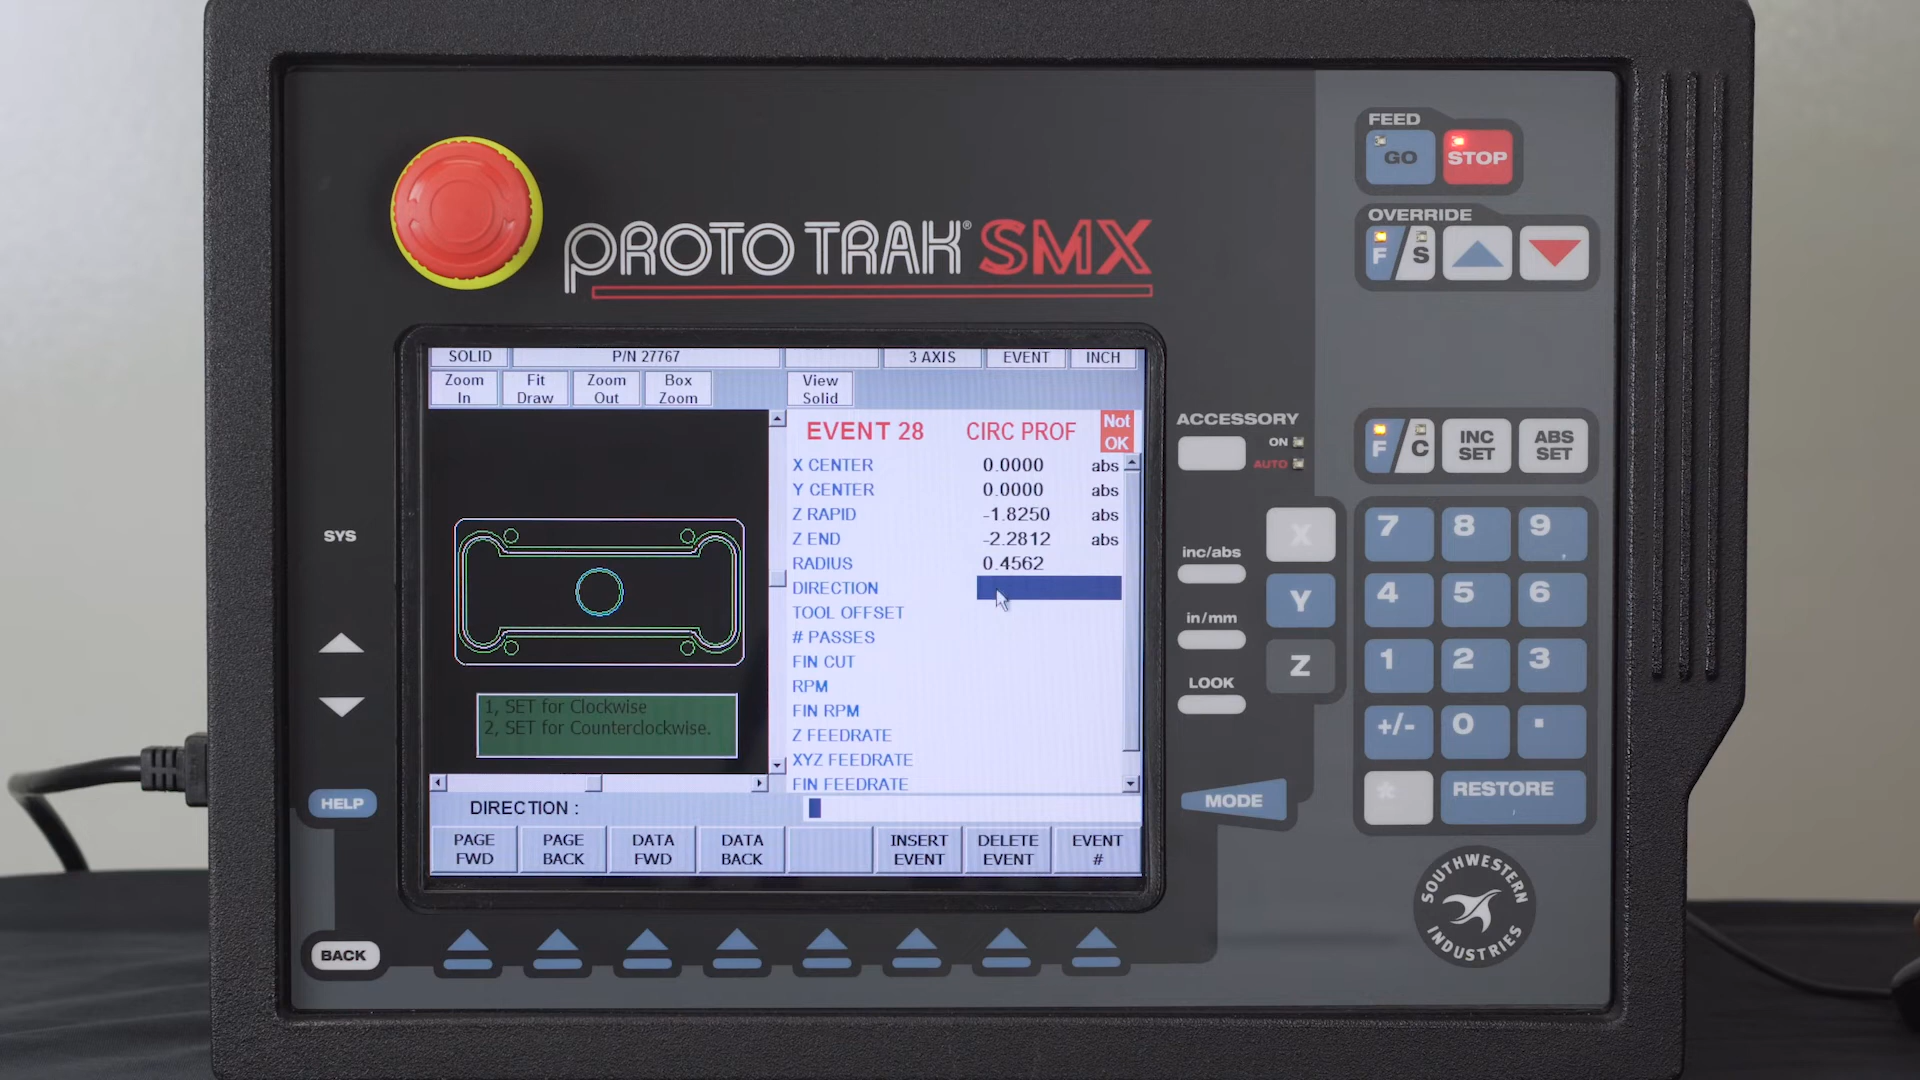 FEED
GO
STOP
OVERRIDE
F
S
PROTO TRAK® SMX
SOLID
P/N 27767
3 AXIS
EVENT
INCH
Zoom
In
Fit
Draw
Zoom
Out
Box
Zoom
View
Solid
EVENT 28
CIRC PROF
Not
OK
X CENTER 0.0000 abs
Y CENTER 0.0000 abs
Z RAPID -1.8250 abs
Z END -2.2812 abs
RADIUS 0.4562
DIRECTION
TOOL OFFSET
# PASSES
FIN CUT
RPM
FIN RPM
Z FEEDRATE
XYZ FEEDRATE
FIN FEEDRATE
1, SET for Clockwise
2, SET for Counterclockwise.
DIRECTION :
PAGE
FWD
PAGE
BACK
DATA
FWD
DATA
BACK
INSERT
EVENT
DELETE
EVENT
EVENT
#
SYS
HELP
BACK
ACCESSORY
ON
AUTO
inc/abs
in/mm
LOOK
MODE
F
C
INC
SET
ABS
SET
X
Y
Z
7
8
9
4
5
6
1
2
3
+/-
0
.
*
RESTORE
SOUTHWESTERN
INDUSTRIES